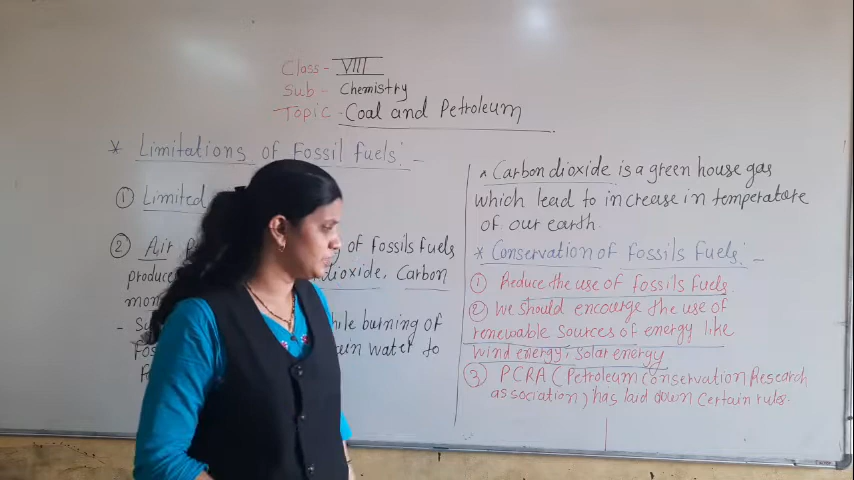 Class - VIII
Sub - Chemistry
Topic - Coal and Petroleum
* Limitations of Fossil fuels : -
① Limited
② Air of Fossils fuels
produce dioxide, Carbon
- while burning of
water to
^ Carbon dioxide is a green house gas
which lead to increase in temperature
of our earth.
* Conservation of Fossils Fuels : -
① Reduce the use of fossils fuels
② We should encourge the use of
renewable sources of energy like
wind energy, solar energy
③ PCRA (Petroleum Conservation Research
association) has laid down certain rules.